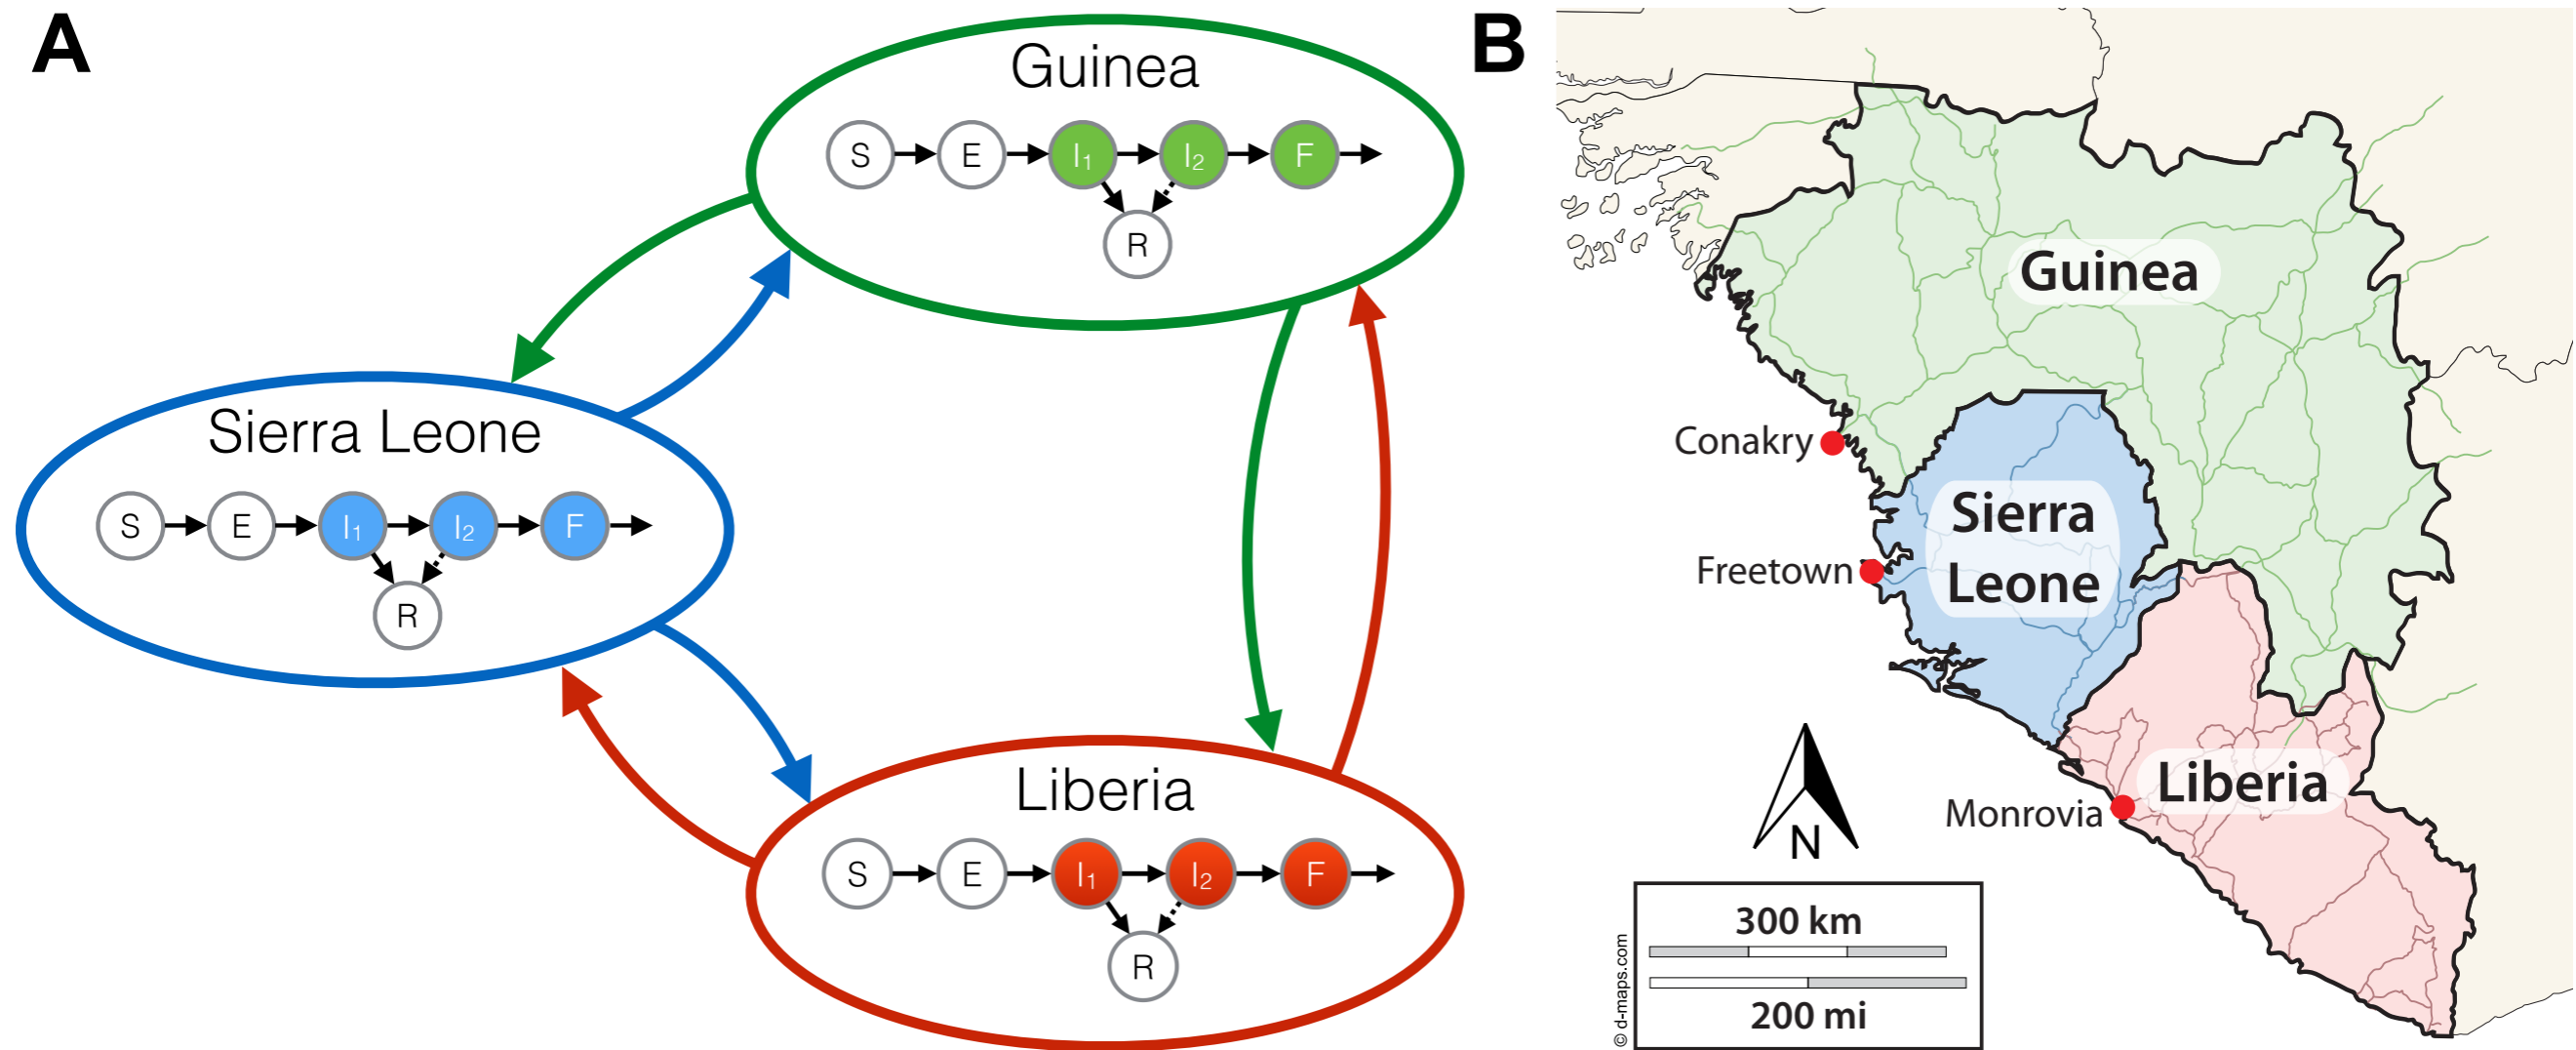 A
Guinea
S E I₁ I₂ F
R
Sierra Leone
S E I₁ I₂ F
R
Liberia
S E I₁ I₂ F
R
B
Guinea
Conakry
Sierra
Leone
Freetown
Liberia
Monrovia
N
300 km
200 mi
© d-maps.com